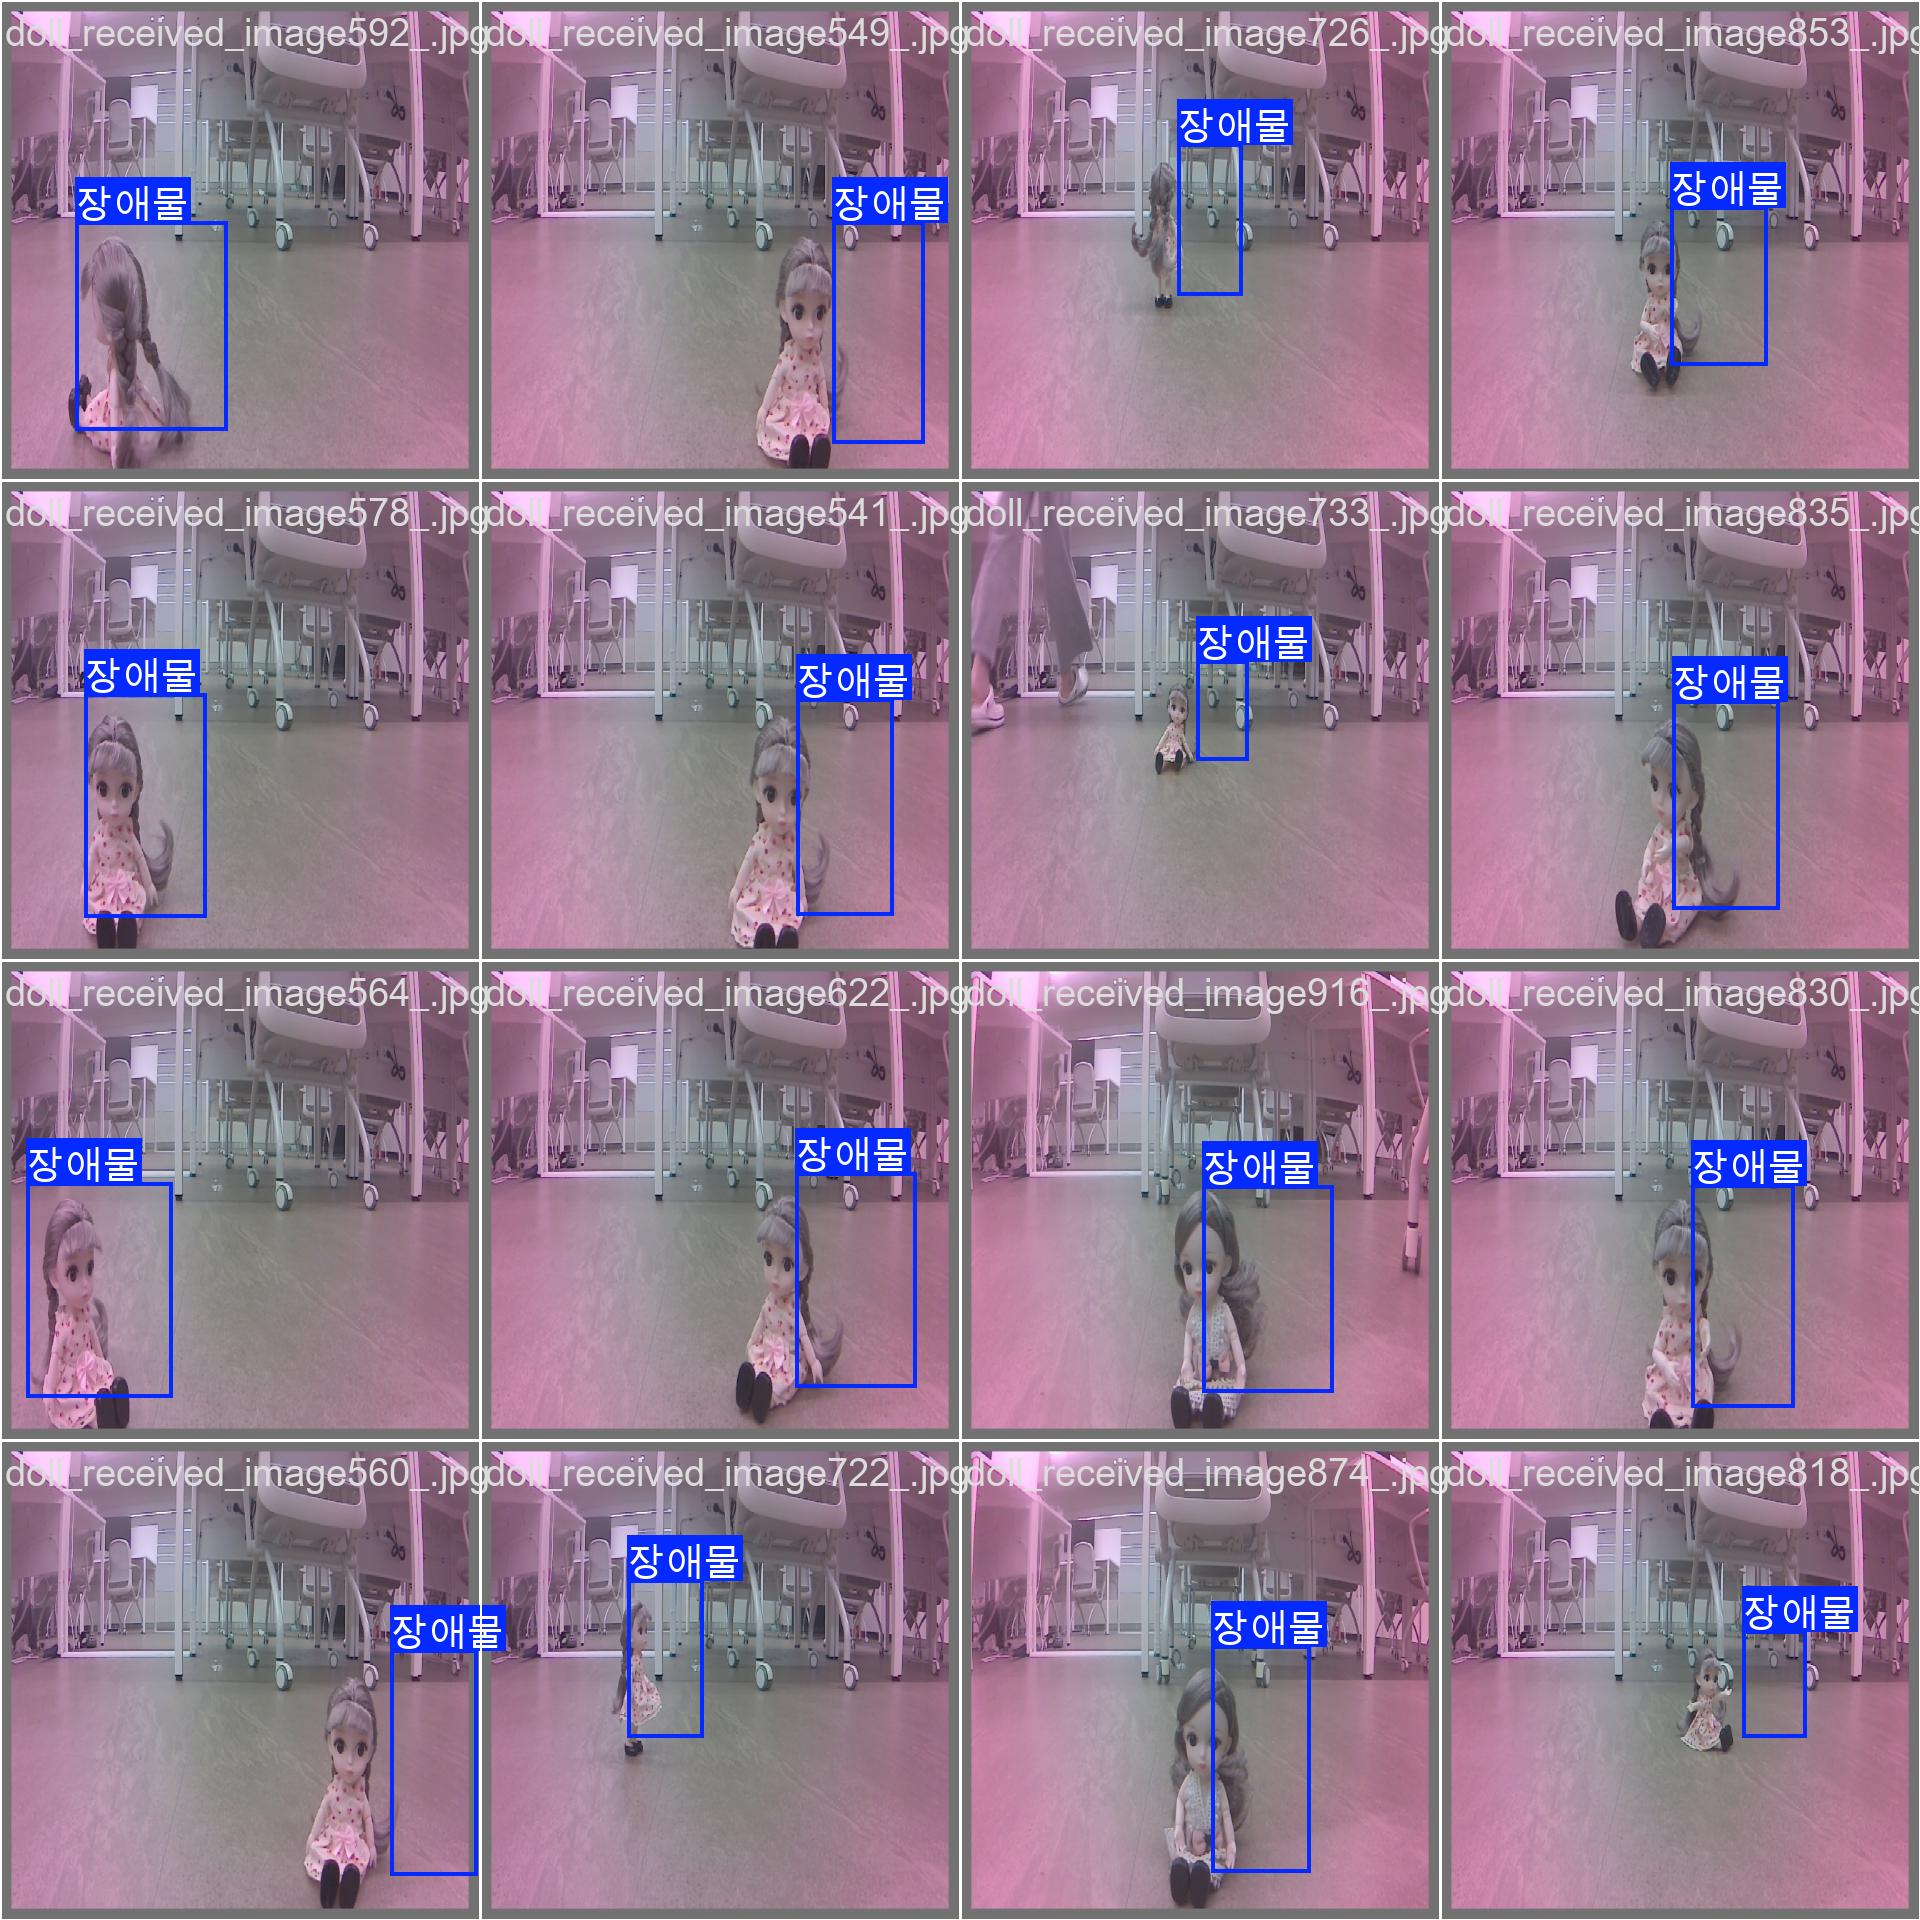 doll_received_image592_.jpg
doll_received_image549_.jpg
doll_received_image726_.jpg
doll_received_image853_.jpg
장애물
장애물
장애물
장애물
doll_received_image578_.jpg
doll_received_image541_.jpg
doll_received_image733_.jpg
doll_received_image835_.jpg
장애물
장애물
장애물
장애물
doll_received_image564_.jpg
doll_received_image622_.jpg
doll_received_image916_.jpg
doll_received_image830_.jpg
장애물
장애물
장애물
장애물
doll_received_image560_.jpg
doll_received_image722_.jpg
doll_received_image874_.jpg
doll_received_image818_.jpg
장애물
장애물
장애물
장애물